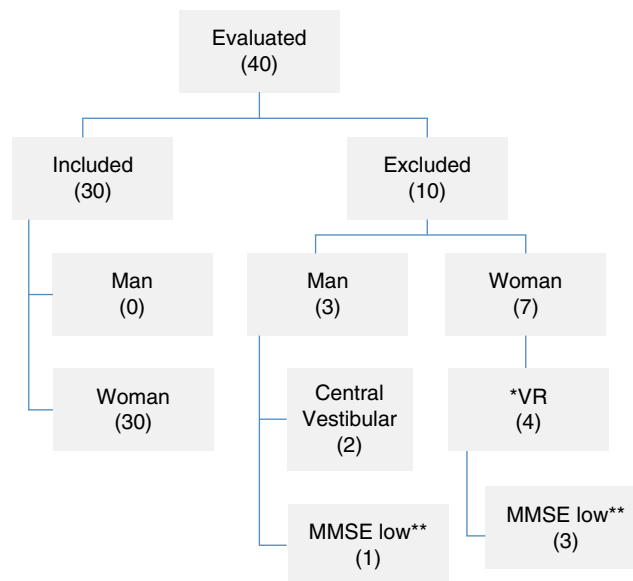 Evaluated
(40)
Included
(30)
Excluded
(10)
Man
(0)
Man
(3)
Woman
(7)
Woman
(30)
Central
Vestibular
(2)
*VR
(4)
MMSE low**
(1)
MMSE low**
(3)